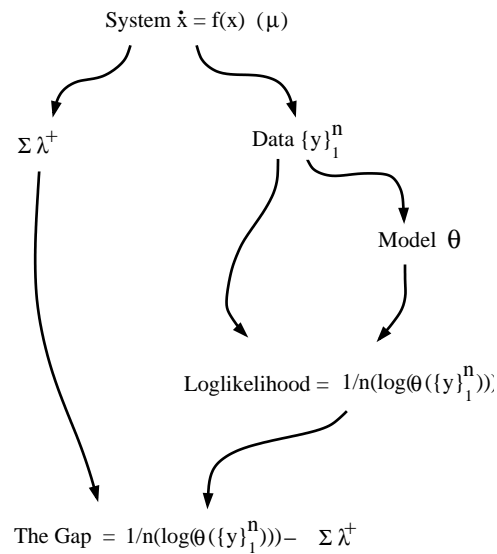 System ẋ = f(x) (μ)
Σ λ⁺
Data {y}₁ⁿ
Model θ
Loglikelihood = 1/n(log(θ({y}₁ⁿ)))
The Gap = 1/n(log(θ({y}₁ⁿ))) – Σ λ⁺